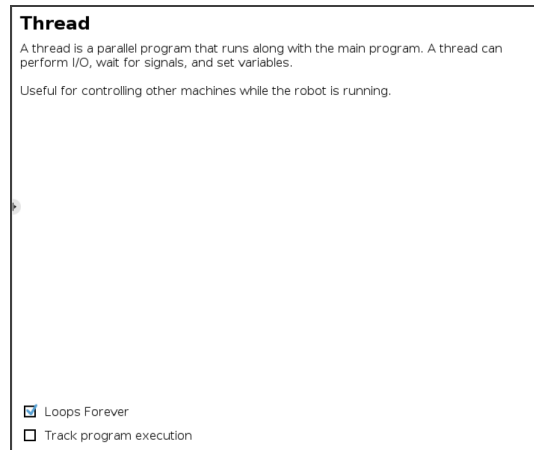 Thread
A thread is a parallel program that runs along with the main program. A thread can
perform I/O, wait for signals, and set variables.
Useful for controlling other machines while the robot is running.
Loops Forever
Track program execution